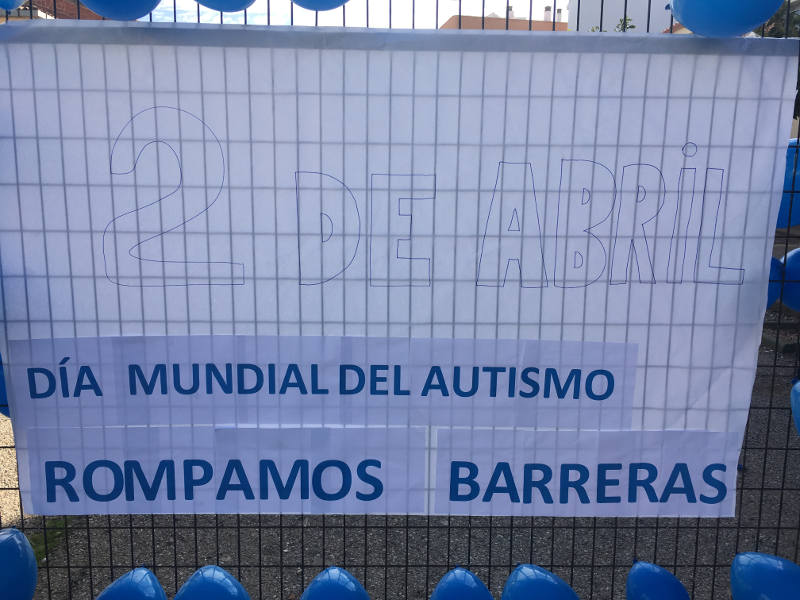 2 DE ABRIL
DÍA MUNDIAL DEL AUTISMO
ROMPAMOS BARRERAS